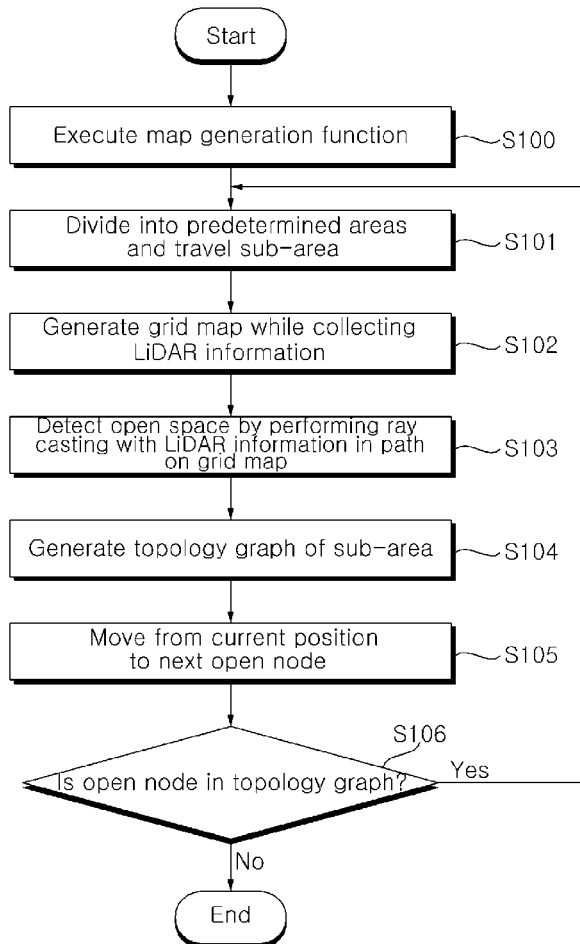 Start
Execute map generation function
S100
Divide into predetermined areas
and travel sub-area
S101
Generate grid map while collecting
LiDAR information
S102
Detect open space by performing ray
casting with LiDAR information in path
on grid map
S103
Generate topology graph of sub-area
S104
Move from current position
to next open node
S105
S106
Is open node in topology graph?
Yes
No
End